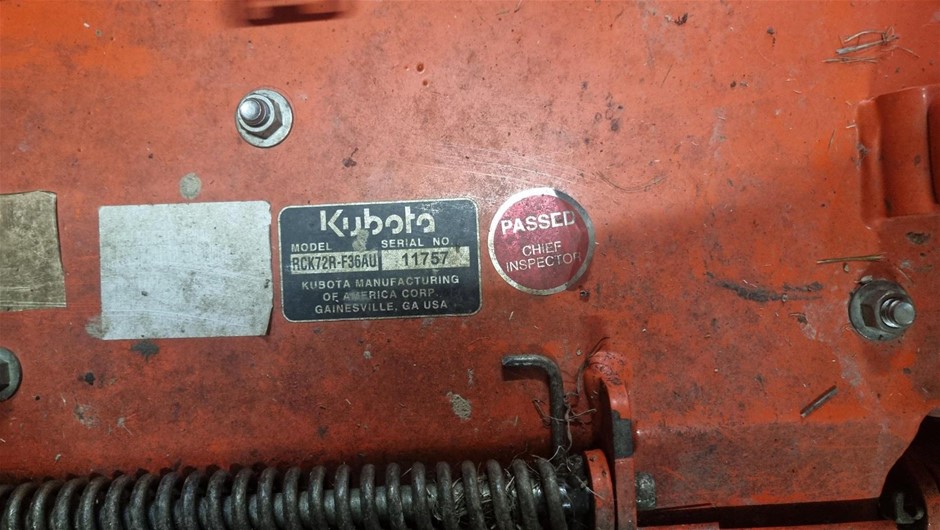 Kubota
MODEL SERIAL NO.
RCK72R-F36AU 11757
KUBOTA MANUFACTURING
OF AMERICA CORP.
GAINESVILLE, GA USA
PASSED
CHIEF
INSPECTOR